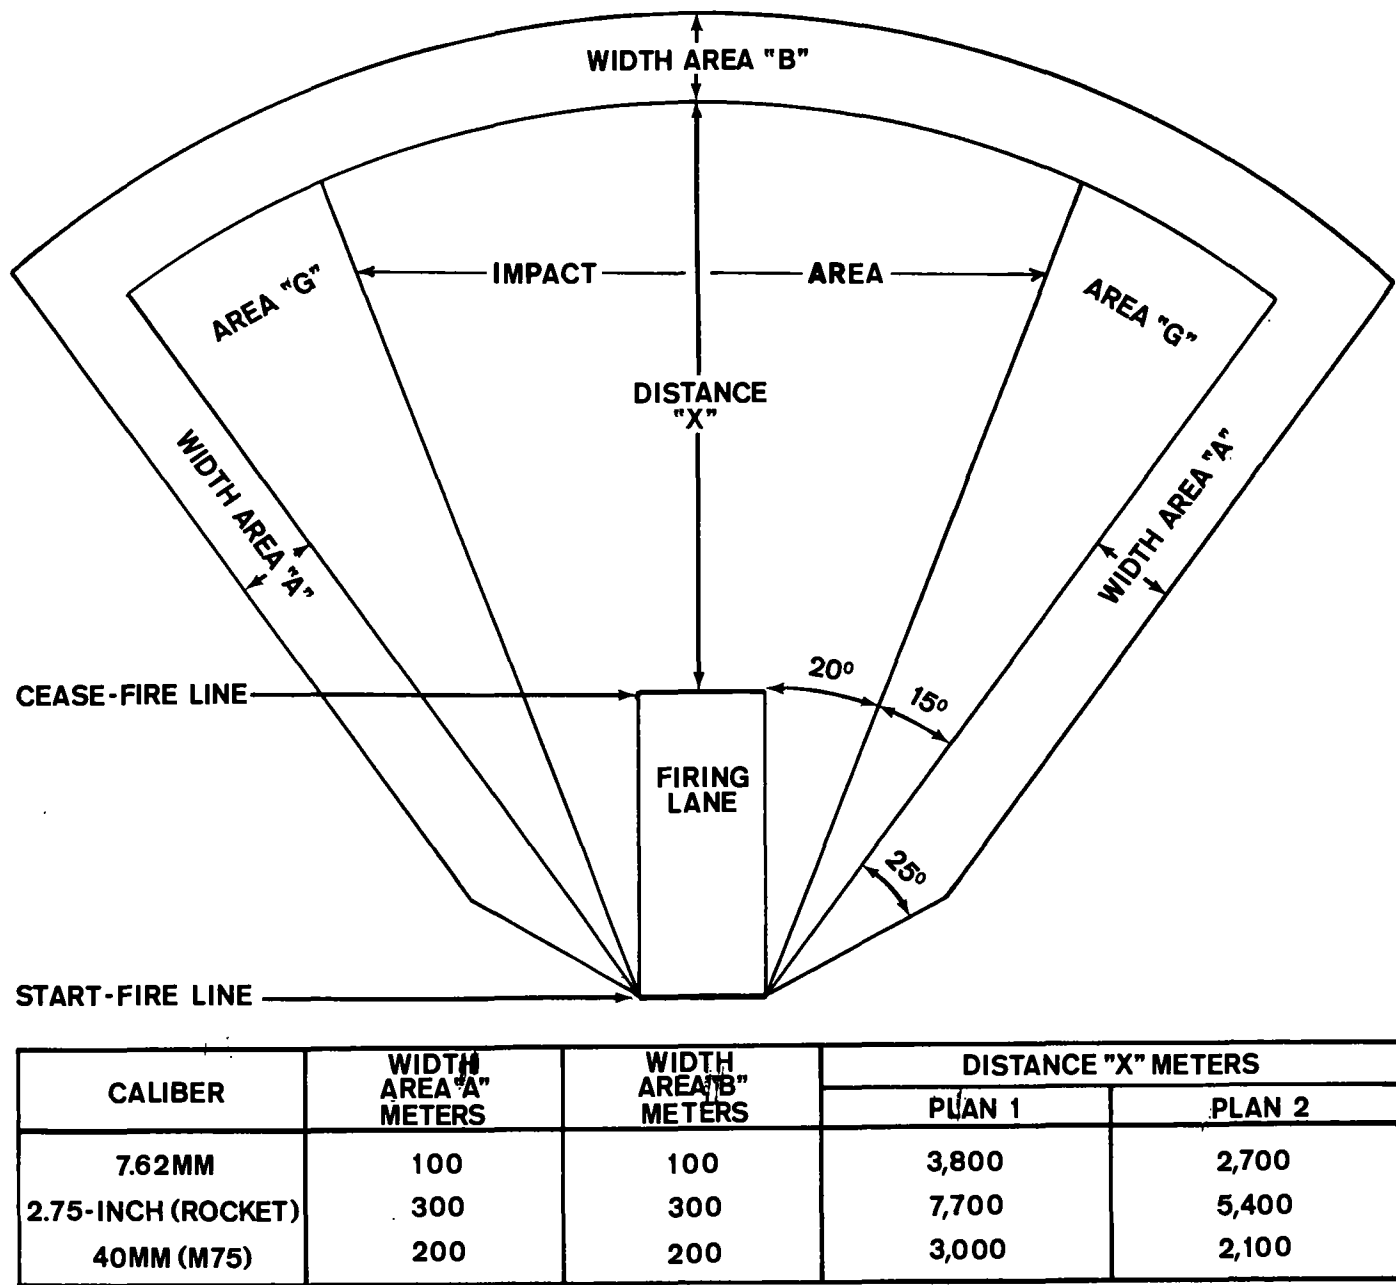 WIDTH AREA "B"
IMPACT
AREA
AREA "G"
AREA "G"
DISTANCE
"X"
WIDTH AREA "A"
WIDTH AREA "A"
20º
15º
CEASE-FIRE LINE
FIRING
LANE
25º
START-FIRE LINE
CALIBER
WIDTH
AREA "A"
METERS
WIDTH
AREA "B"
METERS
DISTANCE "X" METERS
PLAN 1
PLAN 2
7.62MM 100 100 3,800 2,700
2.75-INCH (ROCKET) 300 300 7,700 5,400
40MM (M75) 200 200 3,000 2,100